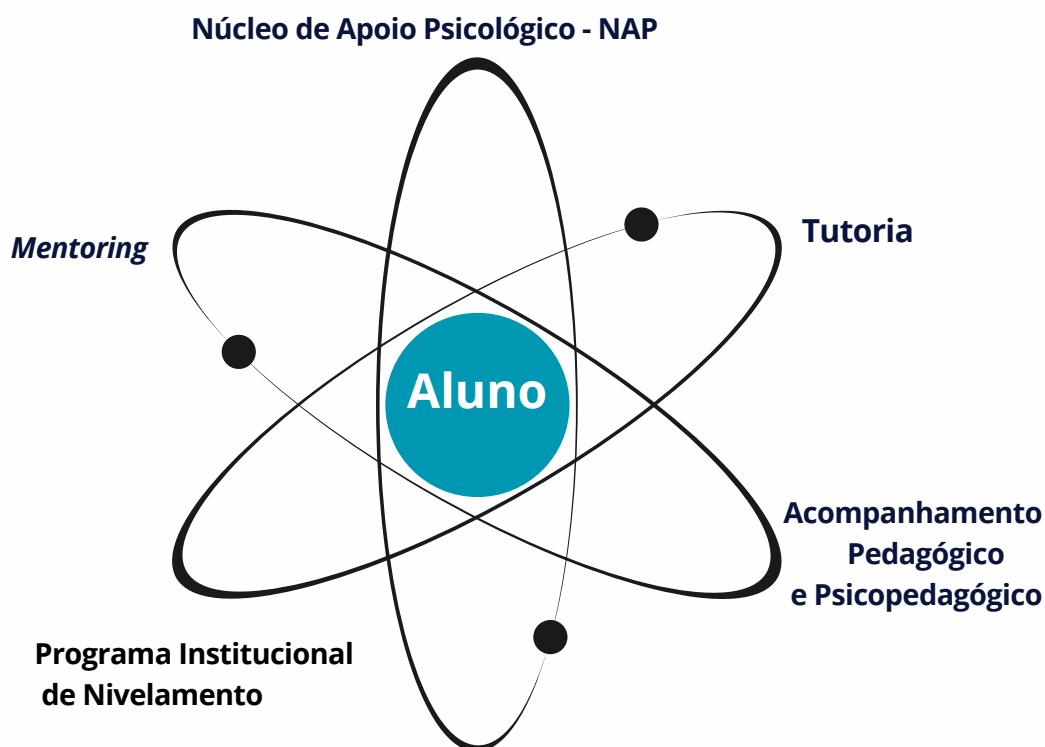 Núcleo de Apoio Psicológico - NAP
Mentoring
Tutoria
Aluno
Acompanhamento
Pedagógico
e Psicopedagógico
Programa Institucional
de Nivelamento